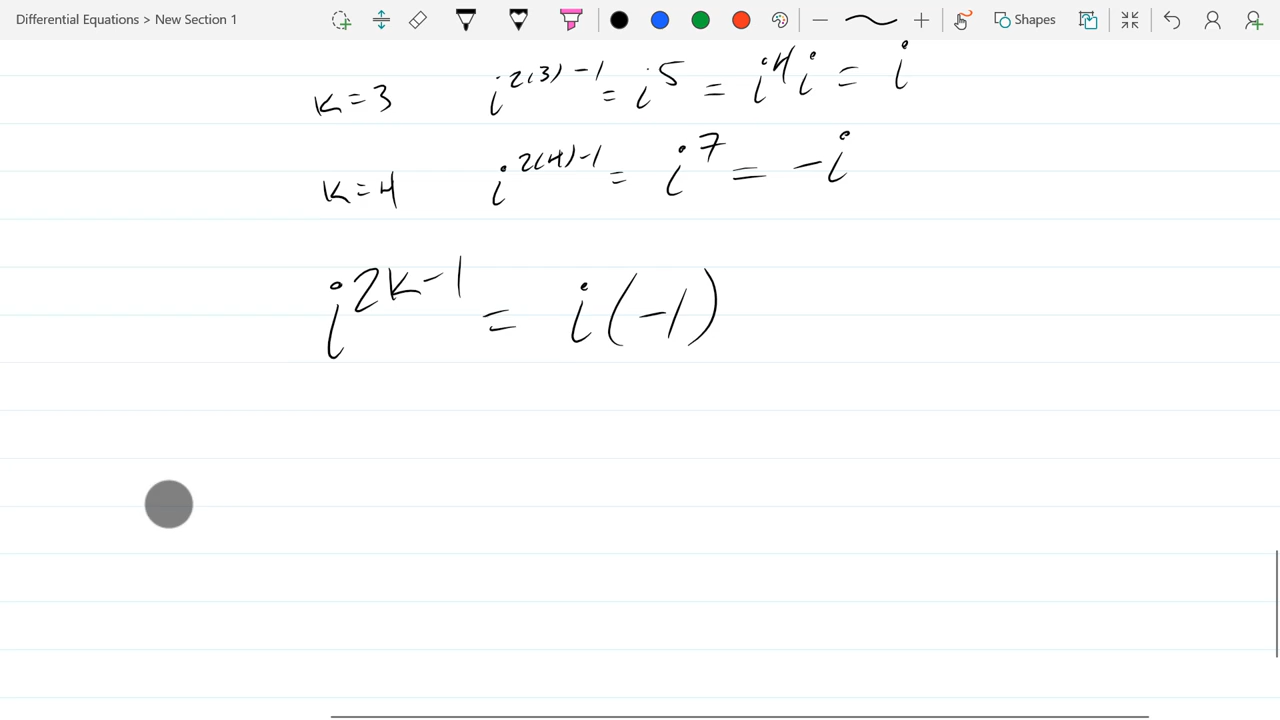 Differential Equations > New Section 1 Shapes
k=3 i^{2(3)-1} = i^5 = i^4 i = i
k=4 i^{2(4)-1} = i^7 = -i
i^{2k-1} = i(-1)